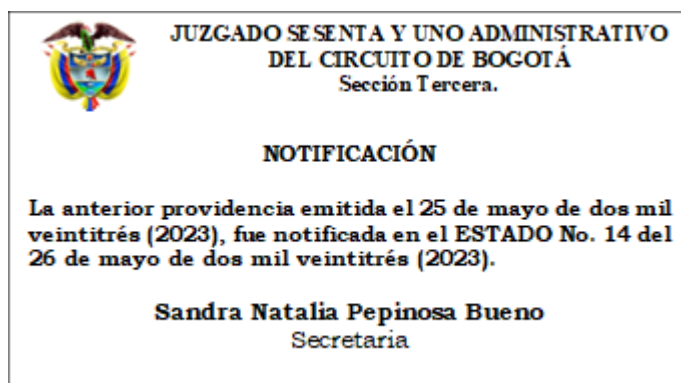 JUZGADO SESENTA Y UNO ADMINISTRATIVO
DEL CIRCUITO DE BOGOTÁ
Sección Tercera.
NOTIFICACIÓN
La anterior providencia emitida el 25 de mayo de dos mil
veintitrés (2023), fue notificada en el ESTADO No. 14 del
26 de mayo de dos mil veintitrés (2023).
Sandra Natalia Pepinosa Bueno
Secretaria